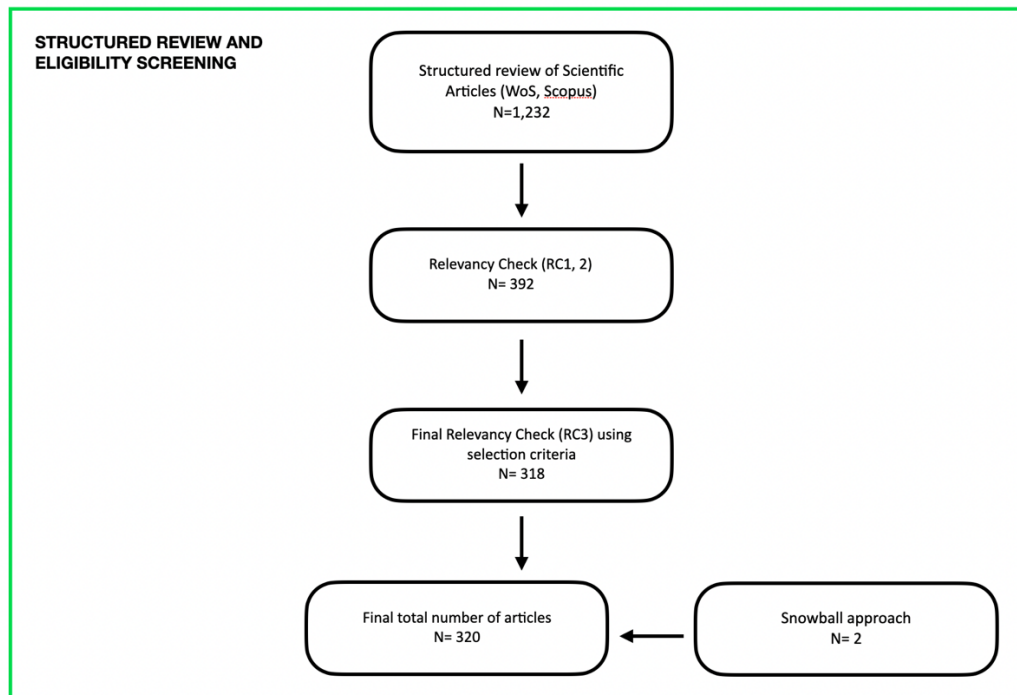 STRUCTURED REVIEW AND
ELIGIBILITY SCREENING
Structured review of Scientific
Articles (WoS, Scopus)
N=1,232
Relevancy Check (RC1, 2)
N= 392
Final Relevancy Check (RC3) using
selection criteria
N= 318
Final total number of articles
N= 320
Snowball approach
N= 2